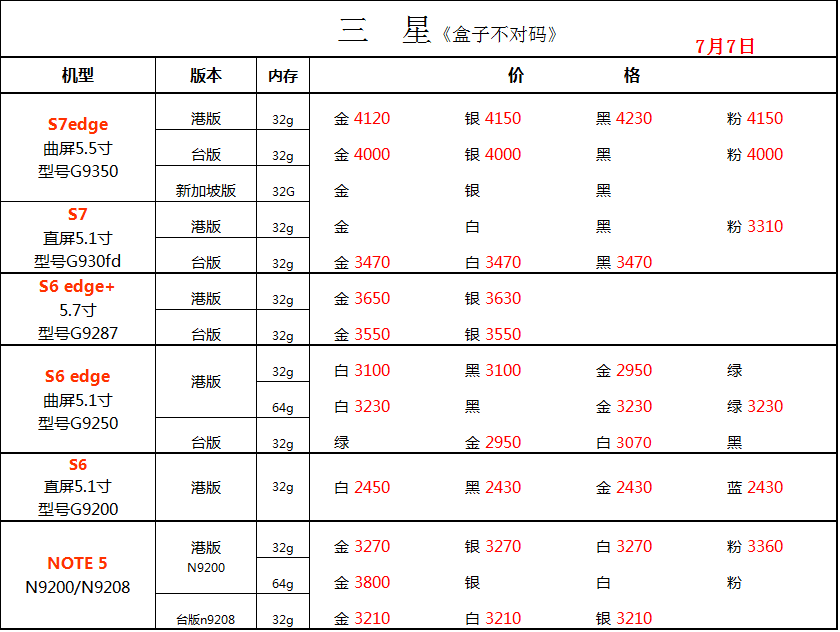 三 星《盒子不对码》
7月7日
机型 版本 内存 价 格
S7edge
曲屏5.5寸
型号G9350
港版 32g 金 4120 银 4150 黑 4230 粉 4150
台版 32g 金 4000 银 4000 黑 粉 4000
新加坡版 32G 金 银 黑
S7
直屏5.1寸
型号G930fd
港版 32g 金 白 黑 粉 3310
台版 32g 金 3470 白 3470 黑 3470
S6 edge+
5.7寸
型号G9287
港版 32g 金 3650 银 3630
台版 32g 金 3550 银 3550
S6 edge
曲屏5.1寸
型号G9250
港版 32g 白 3100 黑 3100 金 2950 绿
64g 白 3230 黑 金 3230 绿 3230
台版 32g 绿 金 2950 白 3070 黑
S6
直屏5.1寸
型号G9200
港版 32g 白 2450 黑 2430 金 2430 蓝 2430
NOTE 5
N9200/N9208
港版
N9200
32g 金 3270 银 3270 白 3270 粉 3360
64g 金 3800 银 白 粉
台版n9208 32g 金 3210 白 3210 银 3210